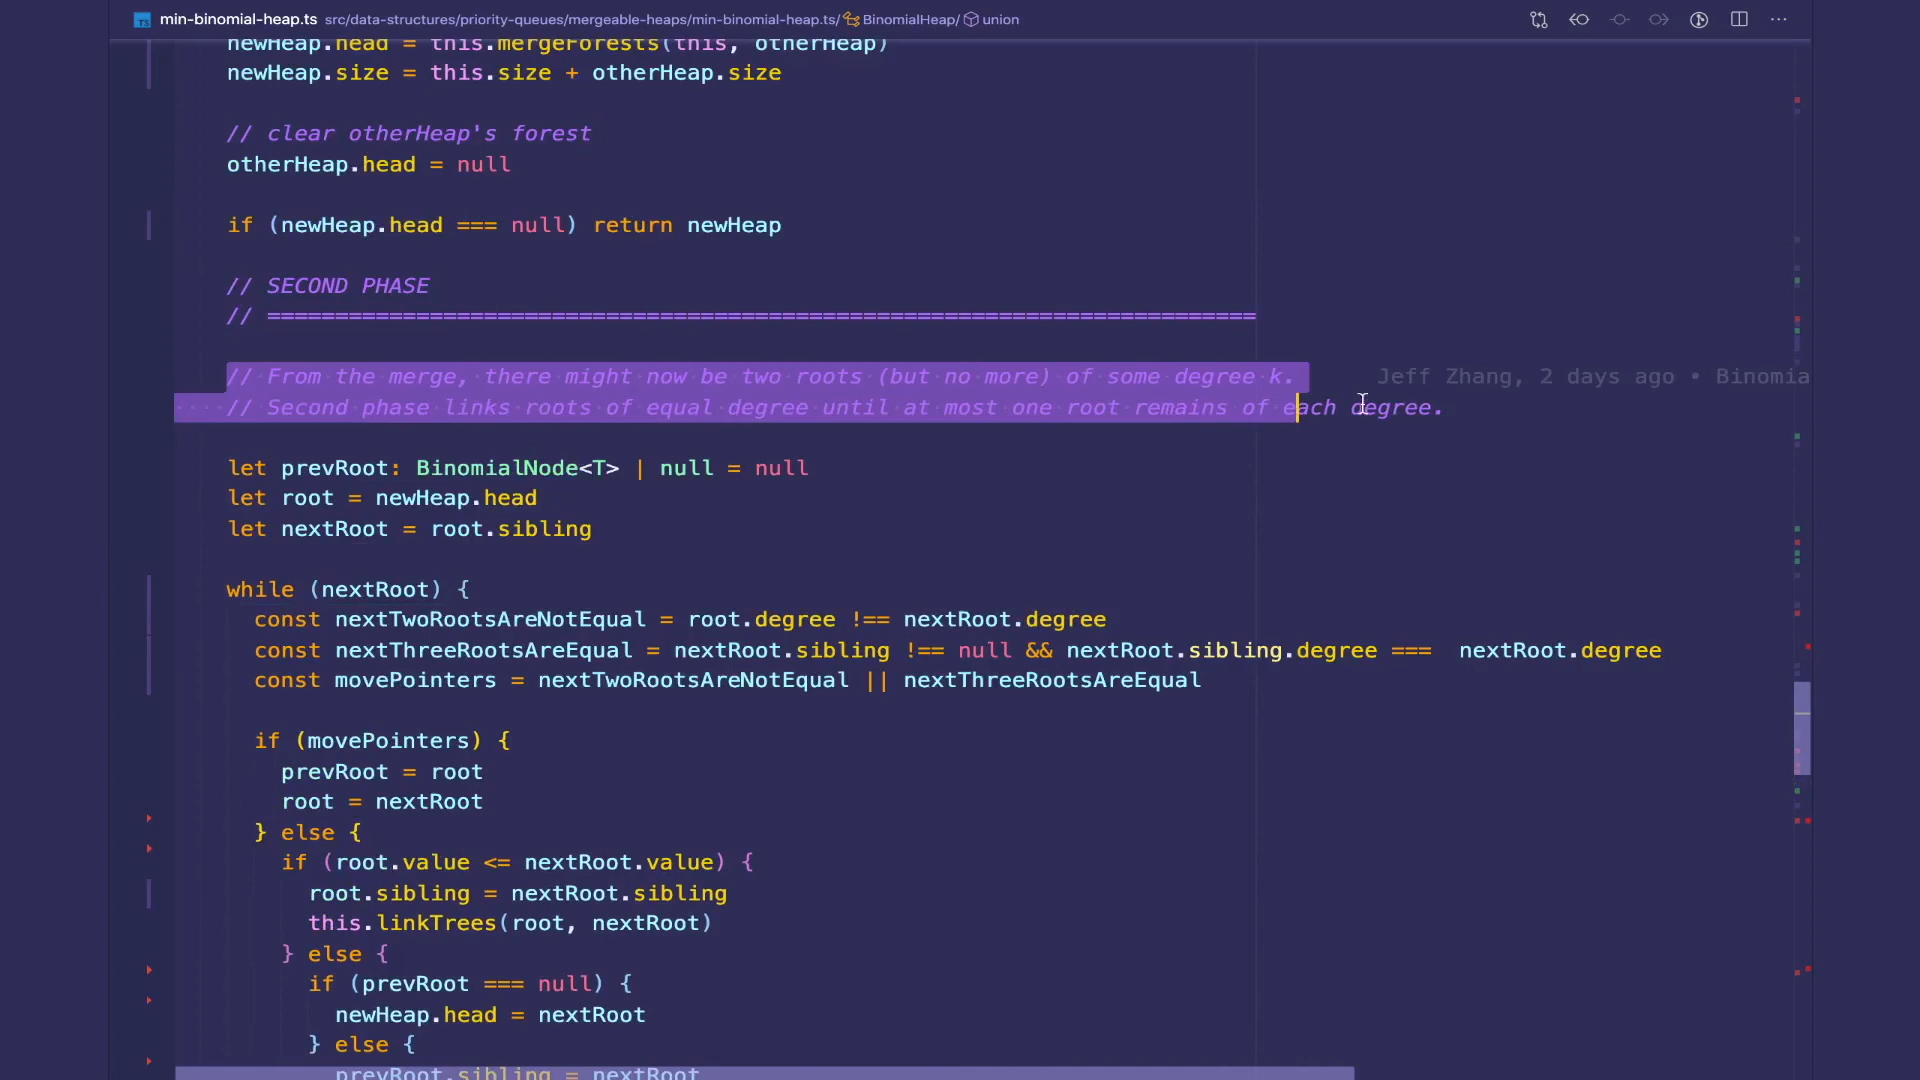 min-binomial-heap.ts src/data-structures/priority-queues/mergeable-heaps/min-binomial-heap.ts/ BinomialHeap/ union
newHeap.head = this.mergeForests(this, otherHeap)
newHeap.size = this.size + otherHeap.size
// clear otherHeap's forest
otherHeap.head = null
if (newHeap.head === null) return newHeap
// SECOND PHASE
// =========================================================================
// From the merge, there might now be two roots (but no more) of some degree k. Jeff Zhang, 2 days ago • Binomia
// Second phase links roots of equal degree until at most one root remains of each degree.
let prevRoot: BinomialNode<T> | null = null
let root = newHeap.head
let nextRoot = root.sibling
while (nextRoot) {
const nextTwoRootsAreNotEqual = root.degree !== nextRoot.degree
const nextThreeRootsAreEqual = nextRoot.sibling !== null && nextRoot.sibling.degree ===  nextRoot.degree
const movePointers = nextTwoRootsAreNotEqual || nextThreeRootsAreEqual
if (movePointers) {
prevRoot = root
root = nextRoot
} else {
if (root.value <= nextRoot.value) {
root.sibling = nextRoot.sibling
this.linkTrees(root, nextRoot)
} else {
if (prevRoot === null) {
newHeap.head = nextRoot
} else {
prevRoot.sibling = nextRoot